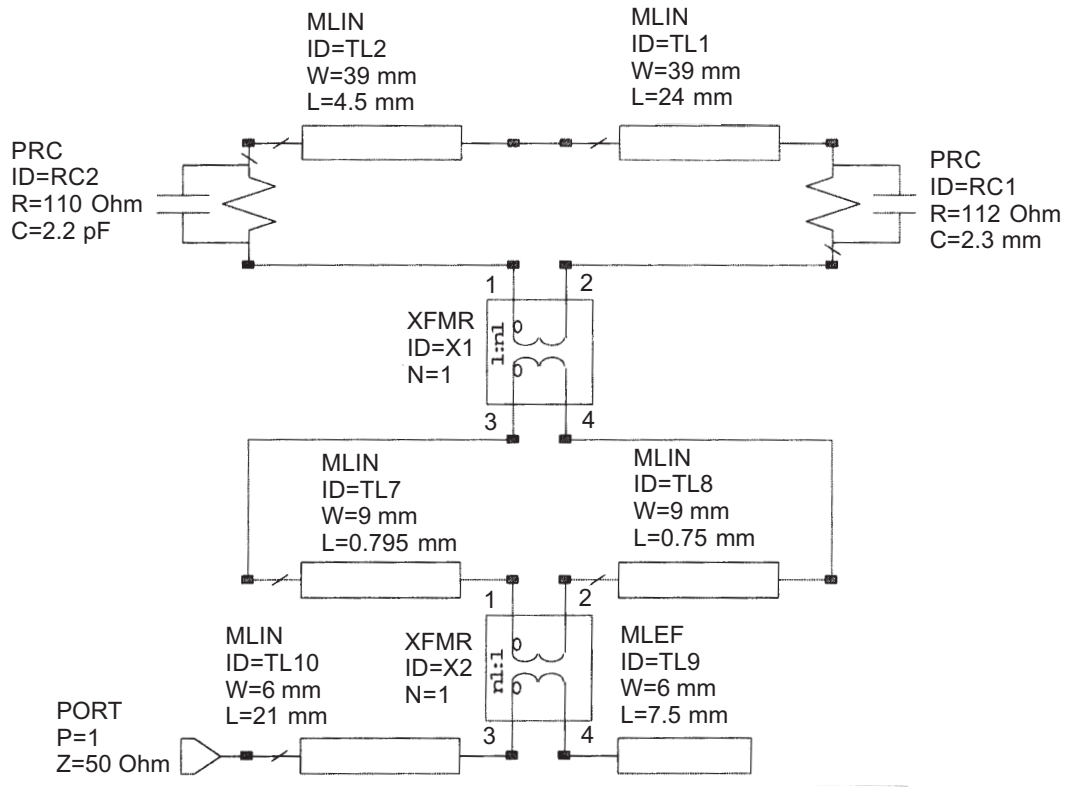 MLIN
ID=TL2
W=39 mm
L=4.5 mm
MLIN
ID=TL1
W=39 mm
L=24 mm
PRC
ID=RC2
R=110 Ohm
C=2.2 pF
PRC
ID=RC1
R=112 Ohm
C=2.3 mm
1
2
XFMR
ID=X1
N=1
1:n1
3
4
MLIN
ID=TL7
W=9 mm
L=0.795 mm
MLIN
ID=TL8
W=9 mm
L=0.75 mm
1
2
MLIN
ID=TL10
W=6 mm
L=21 mm
XFMR
ID=X2
N=1
n1:1
MLEF
ID=TL9
W=6 mm
L=7.5 mm
3
4
PORT
P=1
Z=50 Ohm